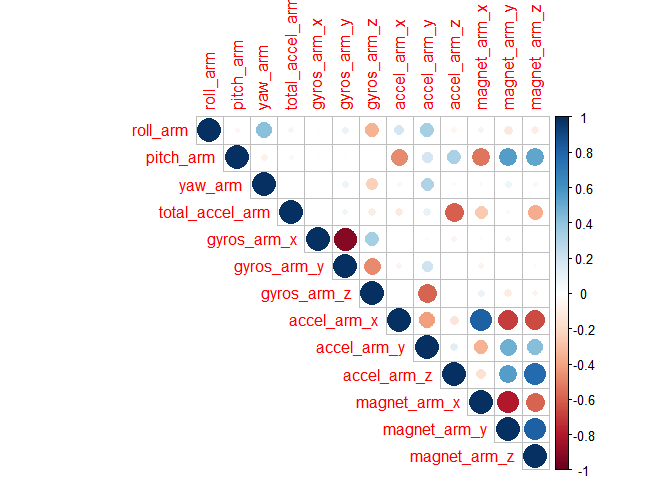 roll_arm
pitch_arm
yaw_arm
total_accel_arm
gyros_arm_x
gyros_arm_y
gyros_arm_z
accel_arm_x
accel_arm_y
accel_arm_z
magnet_arm_x
magnet_arm_y
magnet_arm_z
roll_arm
pitch_arm
yaw_arm
total_accel_arm
gyros_arm_x
gyros_arm_y
gyros_arm_z
accel_arm_x
accel_arm_y
accel_arm_z
magnet_arm_x
magnet_arm_y
magnet_arm_z
1
0.8
0.6
0.4
0.2
0
-0.2
-0.4
-0.6
-0.8
-1